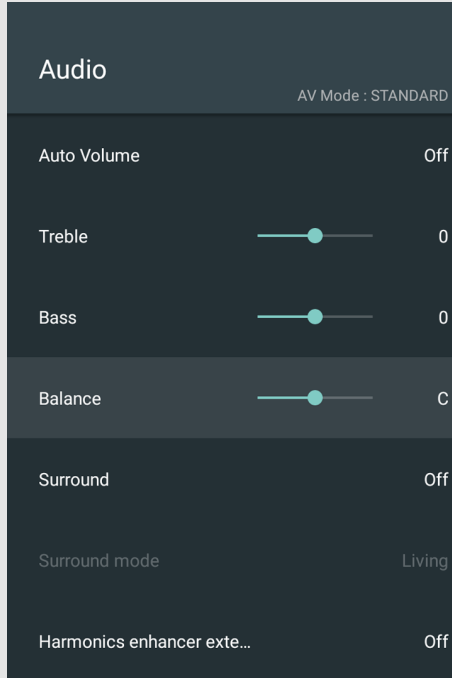 Audio
AV Mode : STANDARD
Auto Volume Off
Treble 0
Bass 0
Balance C
Surround Off
Surround mode Living
Harmonics enhancer exte... Off